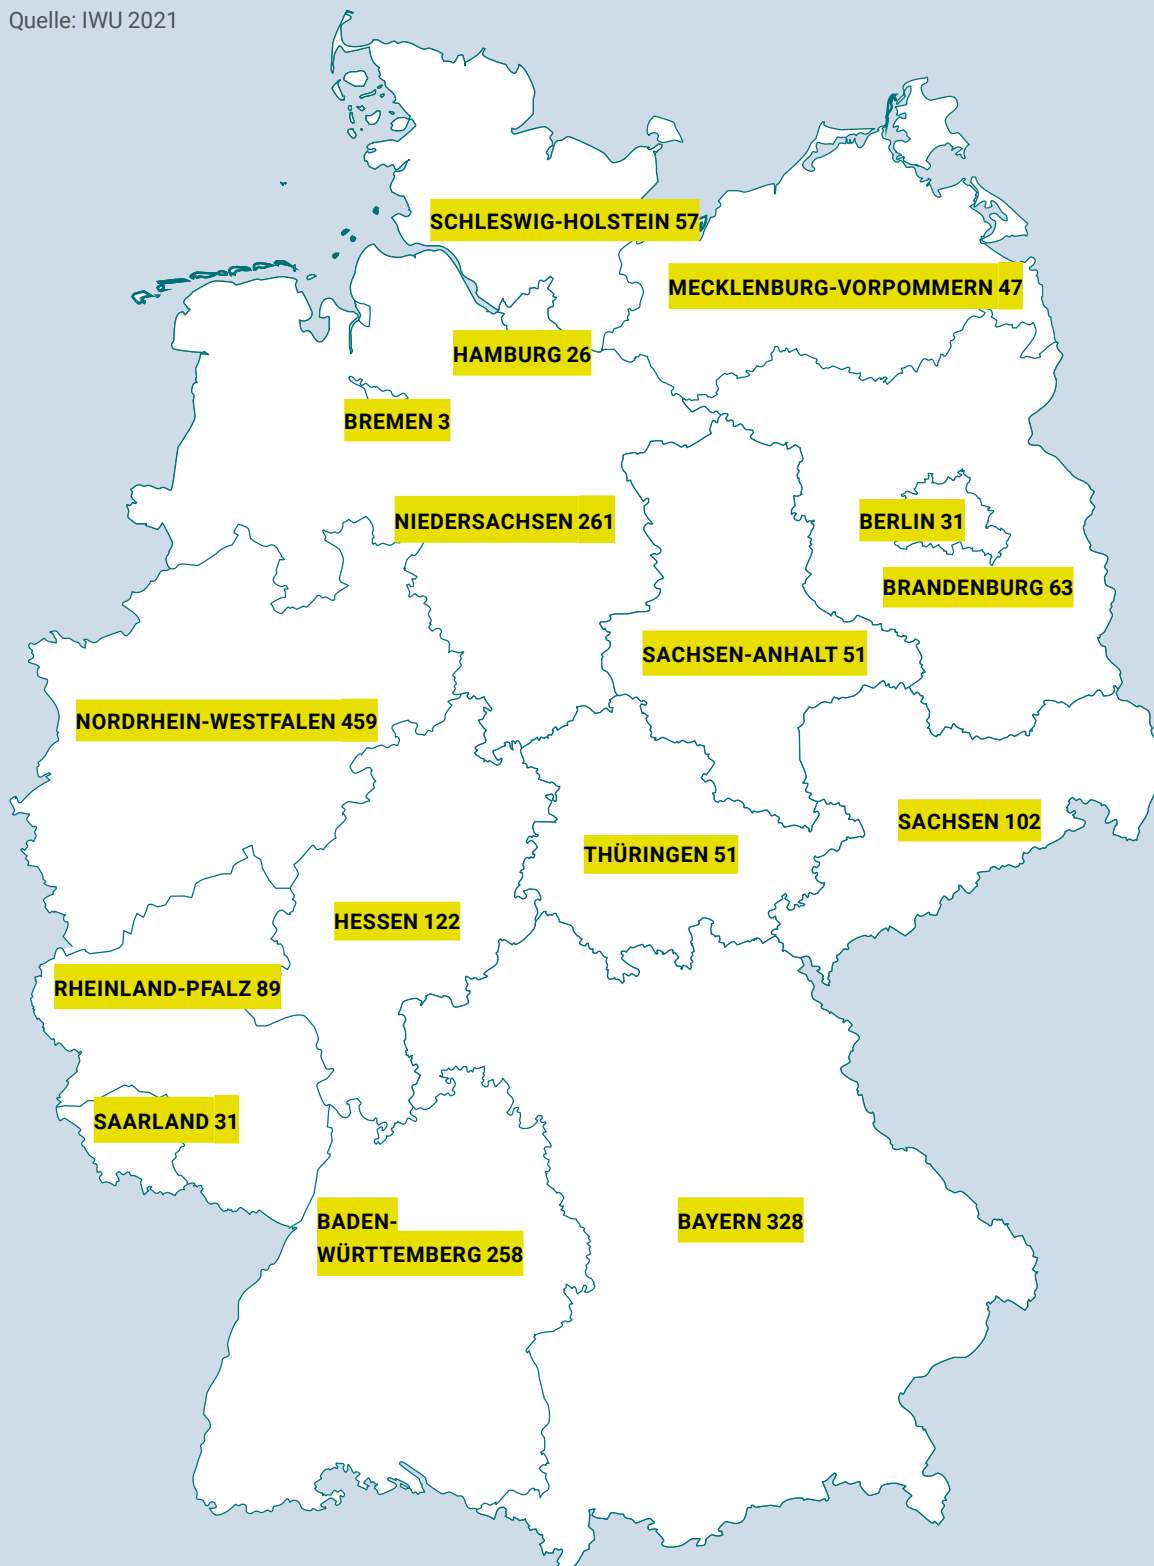 Quelle: IWU 2021
SCHLESWIG-HOLSTEIN 57
MECKLENBURG-VORPOMMERN 47
HAMBURG 26
BREMEN 3
NIEDERSACHSEN 261
BERLIN 31
BRANDENBURG 63
SACHSEN-ANHALT 51
NORDRHEIN-WESTFALEN 459
SACHSEN 102
THÜRINGEN 51
HESSEN 122
RHEINLAND-PFALZ 89
SAARLAND 31
BADEN-
WÜRTTEMBERG 258
BAYERN 328